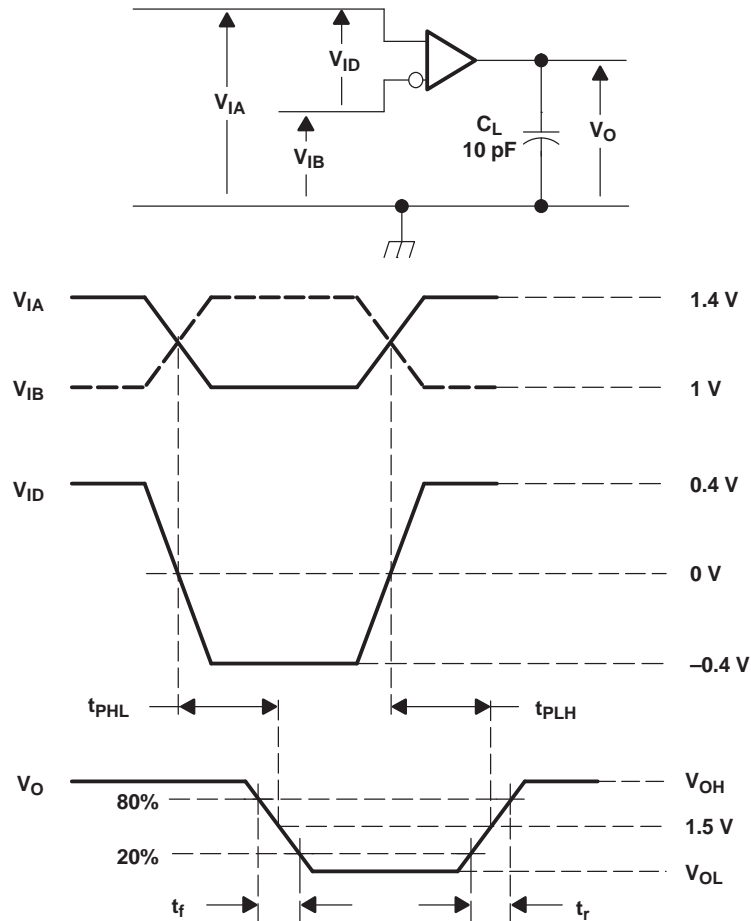 V_ID
V_IA
V_IB
C_L
10 pF
V_O
V_IA
1.4 V
V_IB
1 V
V_ID
0.4 V
0 V
–0.4 V
t_PHL
t_PLH
V_O
V_OH
80%
1.5 V
20%
V_OL
t_f
t_r